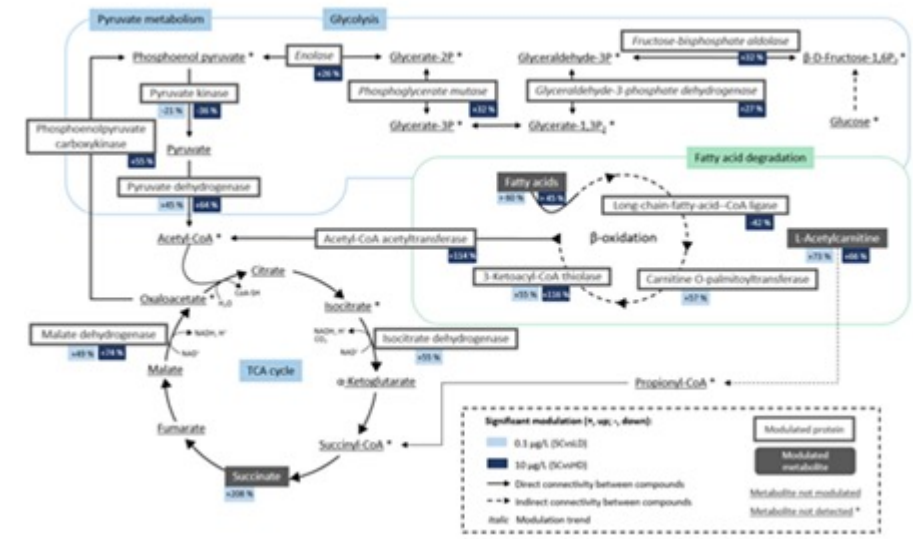 Pyruvate metabolism
Glycolysis
Fructose-bisphosphate aldolase
+32 %
Phosphoenol pyruvate *
Enolase
+26 %
Glycerate-2P *
Glyceraldehyde-3P *
β-D-Fructose-1,6P₂ *
Pyruvate kinase
-21 % -36 %
Phosphoglycerate mutase
+32 %
Glyceraldehyde-3-phosphate dehydrogenase
+27 %
Glycerate-3P *
Glycerate-1,3P₂ *
Glucose *
Phosphoenolpyruvate
carboxykinase
+55 %
Pyruvate
Fatty acid degradation
Pyruvate dehydrogenase
+45 % +64 %
Fatty acids
Long-chain-fatty-acid--CoA ligase
-42 %
Acetyl-CoA *
Acetyl-CoA acetyltransferase
+114 %
β-oxidation
L-Acetylcarnitine
+73 % +66 %
3-Ketoacyl-CoA thiolase
+55 % +116 %
Carnitine O-palmitoyltransferase
+57 %
Citrate
CoA-SH
H₂O
Oxaloacetate *
Isocitrate *
Malate dehydrogenase
+49 % +74 %
NADH, H⁺
NAD⁺
NADH, H⁺
CO₂
NAD⁺
Isocitrate dehydrogenase
+55 %
TCA cycle
Malate
α-Ketoglutarate
Propionyl-CoA *
Fumarate
Succinyl-CoA *
Succinate
+208 %
Significant modulation (+, up; -, down):
0.1 µg/L (SCvsLD)
10 µg/L (SCvsHD)
Direct connectivity between compounds
Indirect connectivity between compounds
Italic Modulation trend
Modulated protein
Modulated
metabolite
Metabolite not modulated
Metabolite not detected *